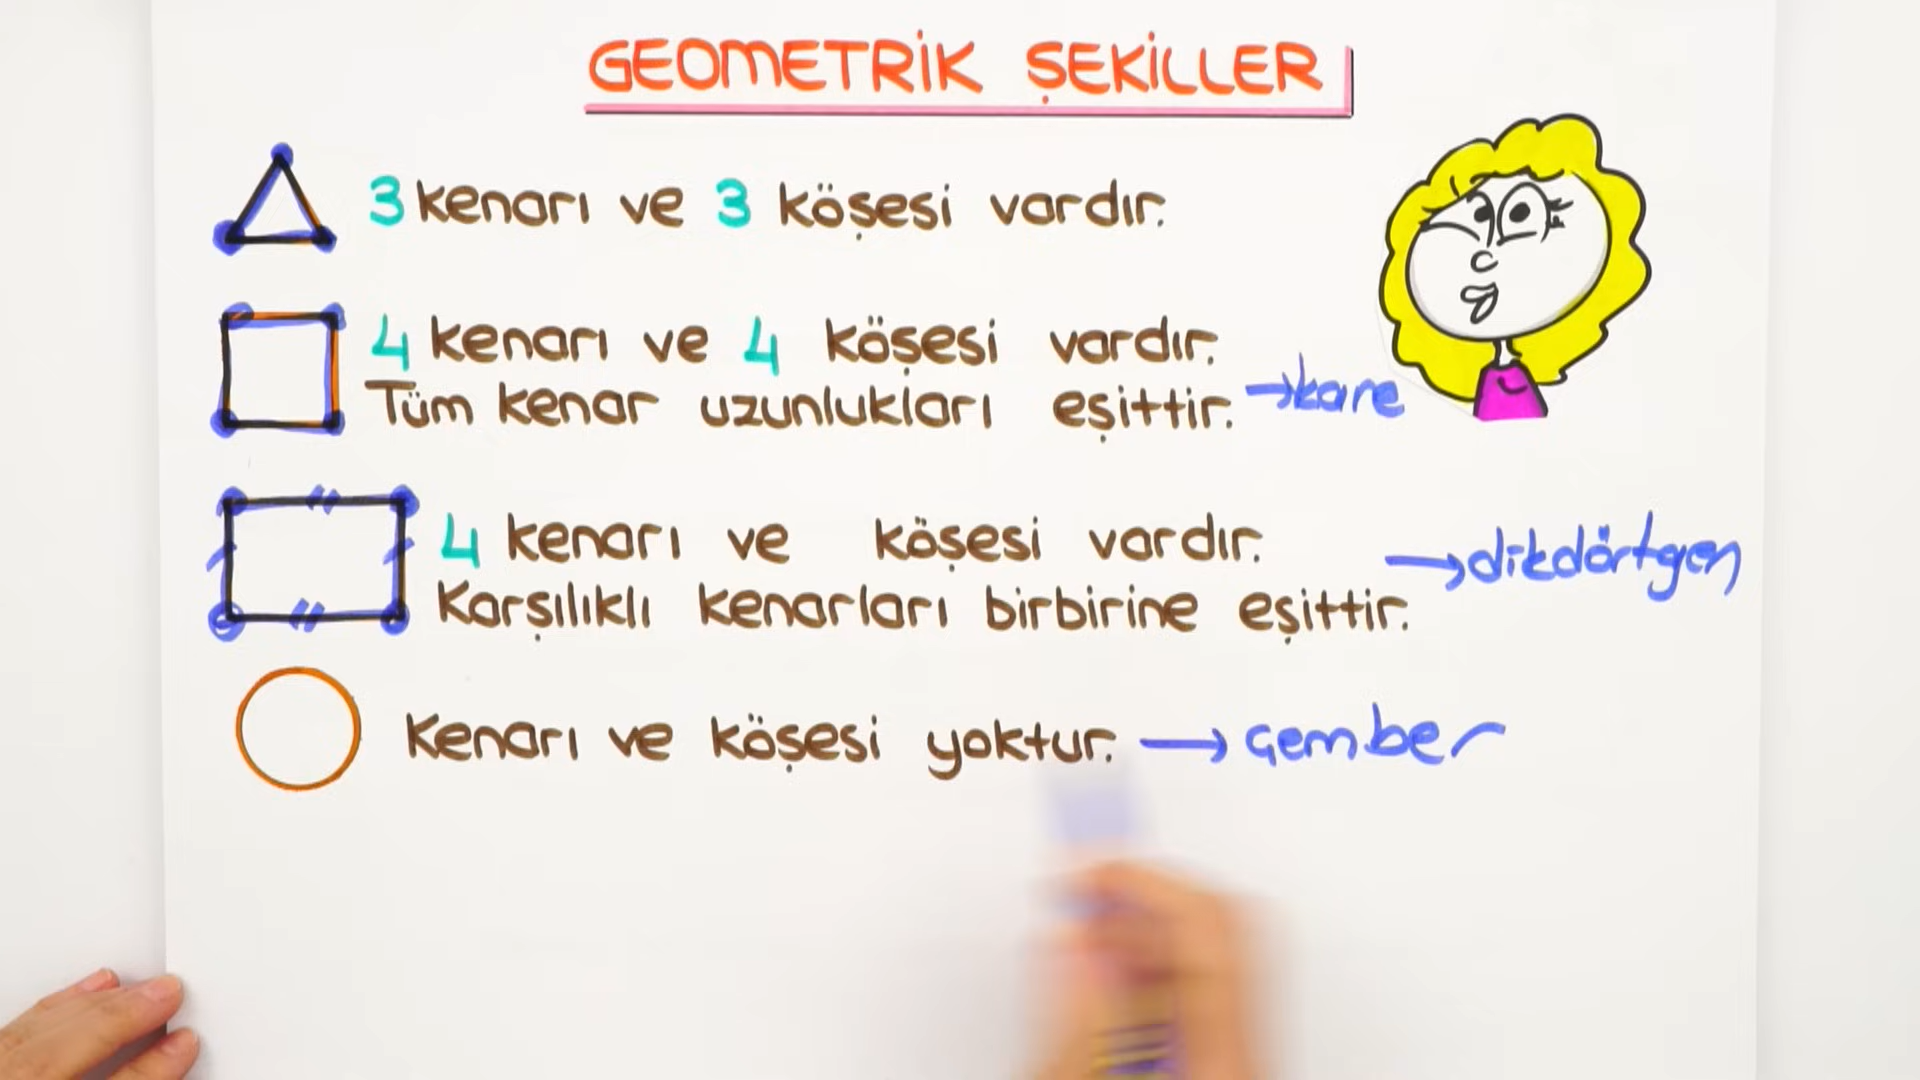 GEOMETRİK ŞEKİLLER
3 kenarı ve 3 köşesi vardır.
4 kenarı ve 4 köşesi vardır.
Tüm kenar uzunlukları eşittir. →kare
4 kenarı ve köşesi vardır.
→dikdörtgen
Karşılıklı kenarları birbirine eşittir.
Kenarı ve köşesi yoktur. → çember